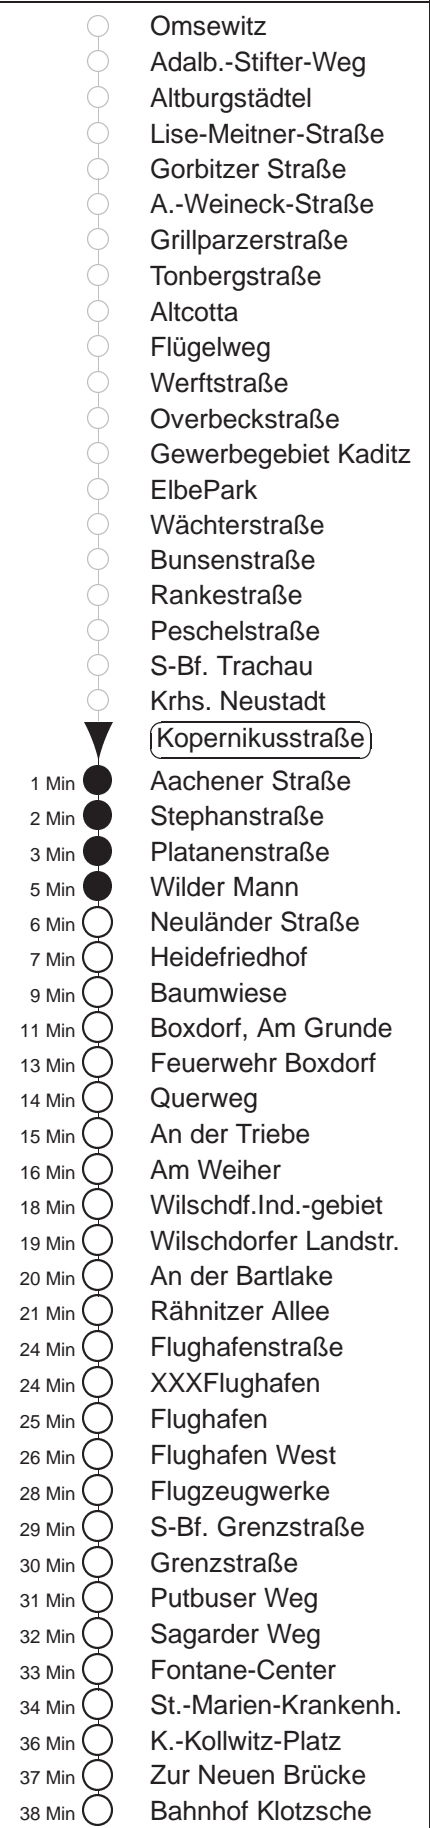 Omsewitz
Adalb.-Stifter-Weg
Altburgstädtel
Lise-Meitner-Straße
Gorbitzer Straße
A.-Weineck-Straße
Grillparzerstraße
Tonbergstraße
Altcotta
Flügelweg
Werftstraße
Overbeckstraße
Gewerbegebiet Kaditz
ElbePark
Wächterstraße
Bunsenstraße
Rankestraße
Peschelstraße
S-Bf. Trachau
Krhs. Neustadt
Kopernikusstraße
1 Min Aachener Straße
2 Min Stephanstraße
3 Min Platanenstraße
5 Min Wilder Mann
6 Min Neuländer Straße
7 Min Heidefriedhof
9 Min Baumwiese
11 Min Boxdorf, Am Grunde
13 Min Feuerwehr Boxdorf
14 Min Querweg
15 Min An der Triebe
16 Min Am Weiher
18 Min Wilschdf.Ind.-gebiet
19 Min Wilschdorfer Landstr.
20 Min An der Bartlake
21 Min Rähnitzer Allee
24 Min Flughafenstraße
24 Min XXXFlughafen
25 Min Flughafen
26 Min Flughafen West
28 Min Flugzeugwerke
29 Min S-Bf. Grenzstraße
30 Min Grenzstraße
31 Min Putbuser Weg
32 Min Sagarder Weg
33 Min Fontane-Center
34 Min St.-Marien-Krankenh.
36 Min K.-Kollwitz-Platz
37 Min Zur Neuen Brücke
38 Min Bahnhof Klotzsche